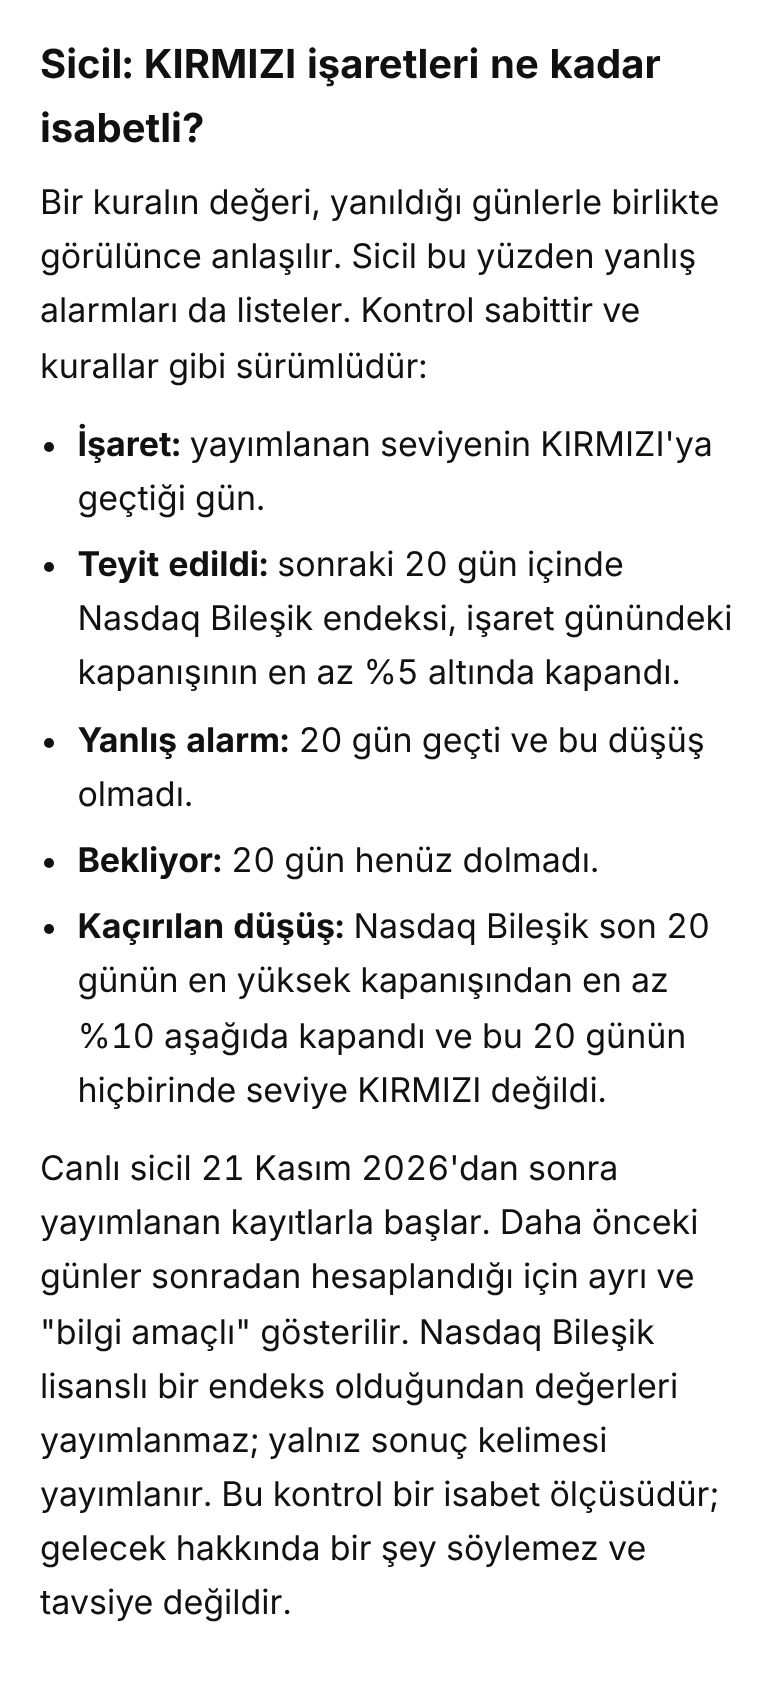 Sicil: KIRMIZI işaretleri ne kadar
isabetli?
Bir kuralın değeri, yanıldığı günlerle birlikte
görülünce anlaşılır. Sicil bu yüzden yanlış
alarmları da listeler. Kontrol sabittir ve
kurallar gibi sürümlüdür:
• İşaret: yayımlanan seviyenin KIRMIZI'ya
geçtiği gün.
• Teyit edildi: sonraki 20 gün içinde
Nasdaq Bileşik endeksi, işaret günündeki
kapanışının en az %5 altında kapandı.
• Yanlış alarm: 20 gün geçti ve bu düşüş
olmadı.
• Bekliyor: 20 gün henüz dolmadı.
• Kaçırılan düşüş: Nasdaq Bileşik son 20
günün en yüksek kapanışından en az
%10 aşağıda kapandı ve bu 20 günün
hiçbirinde seviye KIRMIZI değildi.
Canlı sicil 21 Kasım 2026'dan sonra
yayımlanan kayıtlarla başlar. Daha önceki
günler sonradan hesaplandığı için ayrı ve
"bilgi amaçlı" gösterilir. Nasdaq Bileşik
lisanslı bir endeks olduğundan değerleri
yayımlanmaz; yalnız sonuç kelimesi
yayımlanır. Bu kontrol bir isabet ölçüsüdür;
gelecek hakkında bir şey söylemez ve
tavsiye değildir.